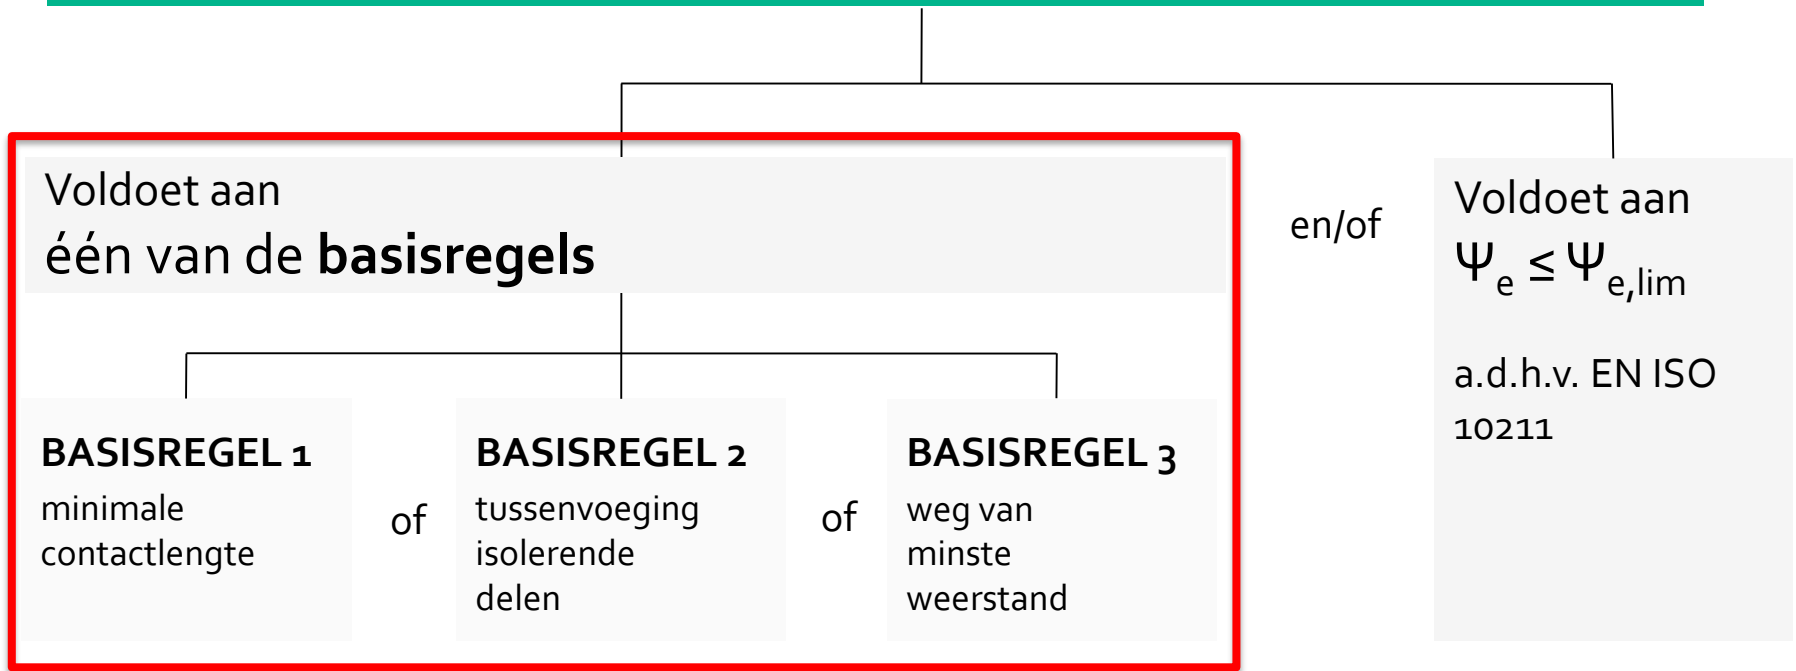 Voldoet aan
één van de basisregels
en/of
Voldoet aan
Ψe ≤ Ψe,lim
a.d.h.v. EN ISO
10211
BASISREGEL 1
minimale
contactlengte
of
BASISREGEL 2
tussenvoeging
isolerende
delen
of
BASISREGEL 3
weg van
minste
weerstand